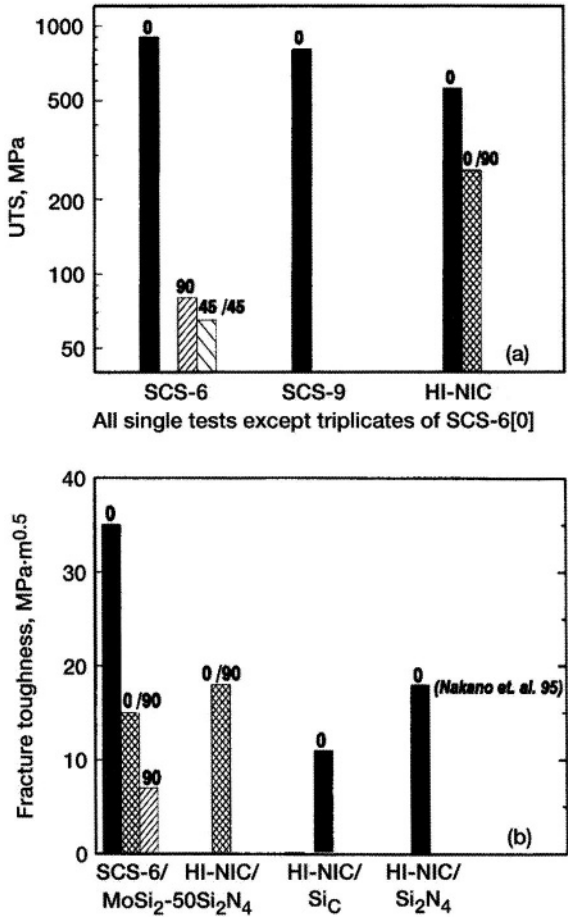 1000
500
200
100
50
UTS, MPa
0
90
45 /45
0
0
0 /90
(a)
SCS-6 SCS-9 HI-NIC
All single tests except triplicates of SCS-6[0]
40
30
20
10
0
Fracture toughness, MPa·m0.5
0
0 /90
90
0 /90
0
0
(Nakano et. al. 95)
(b)
SCS-6/ HI-NIC/ HI-NIC/ HI-NIC/
MoSi2-50Si2N4 SiC Si2N4